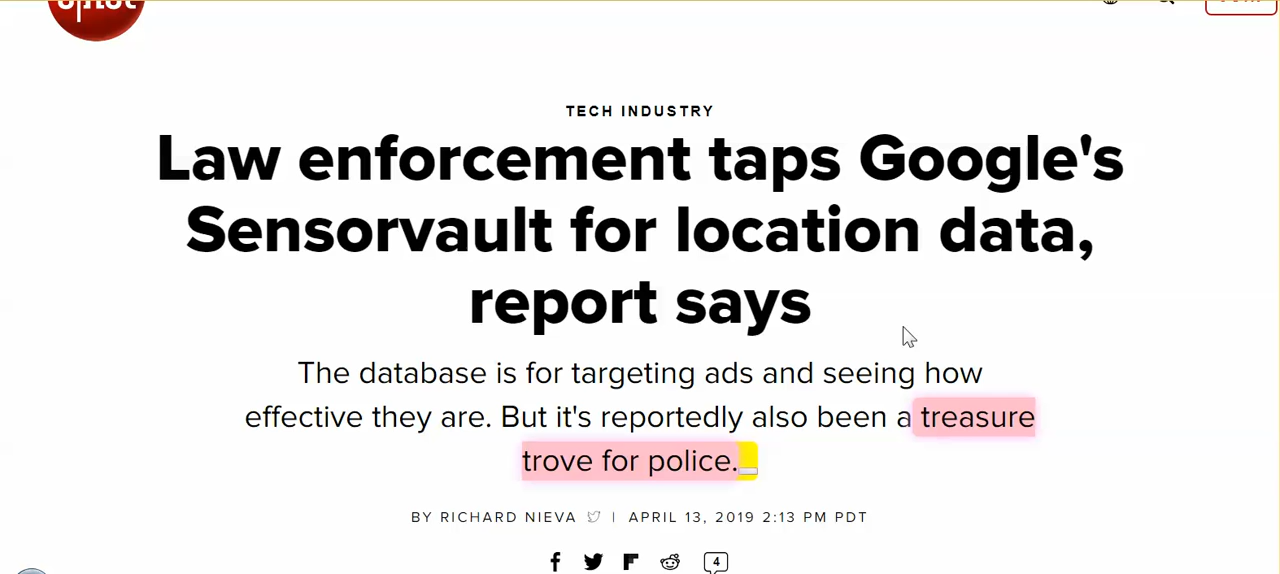 TECH INDUSTRY
Law enforcement taps Google's
Sensorvault for location data,
report says
The database is for targeting ads and seeing how
effective they are. But it's reportedly also been a treasure
trove for police.
BY RICHARD NIEVA | APRIL 13, 2019 2:13 PM PDT
4